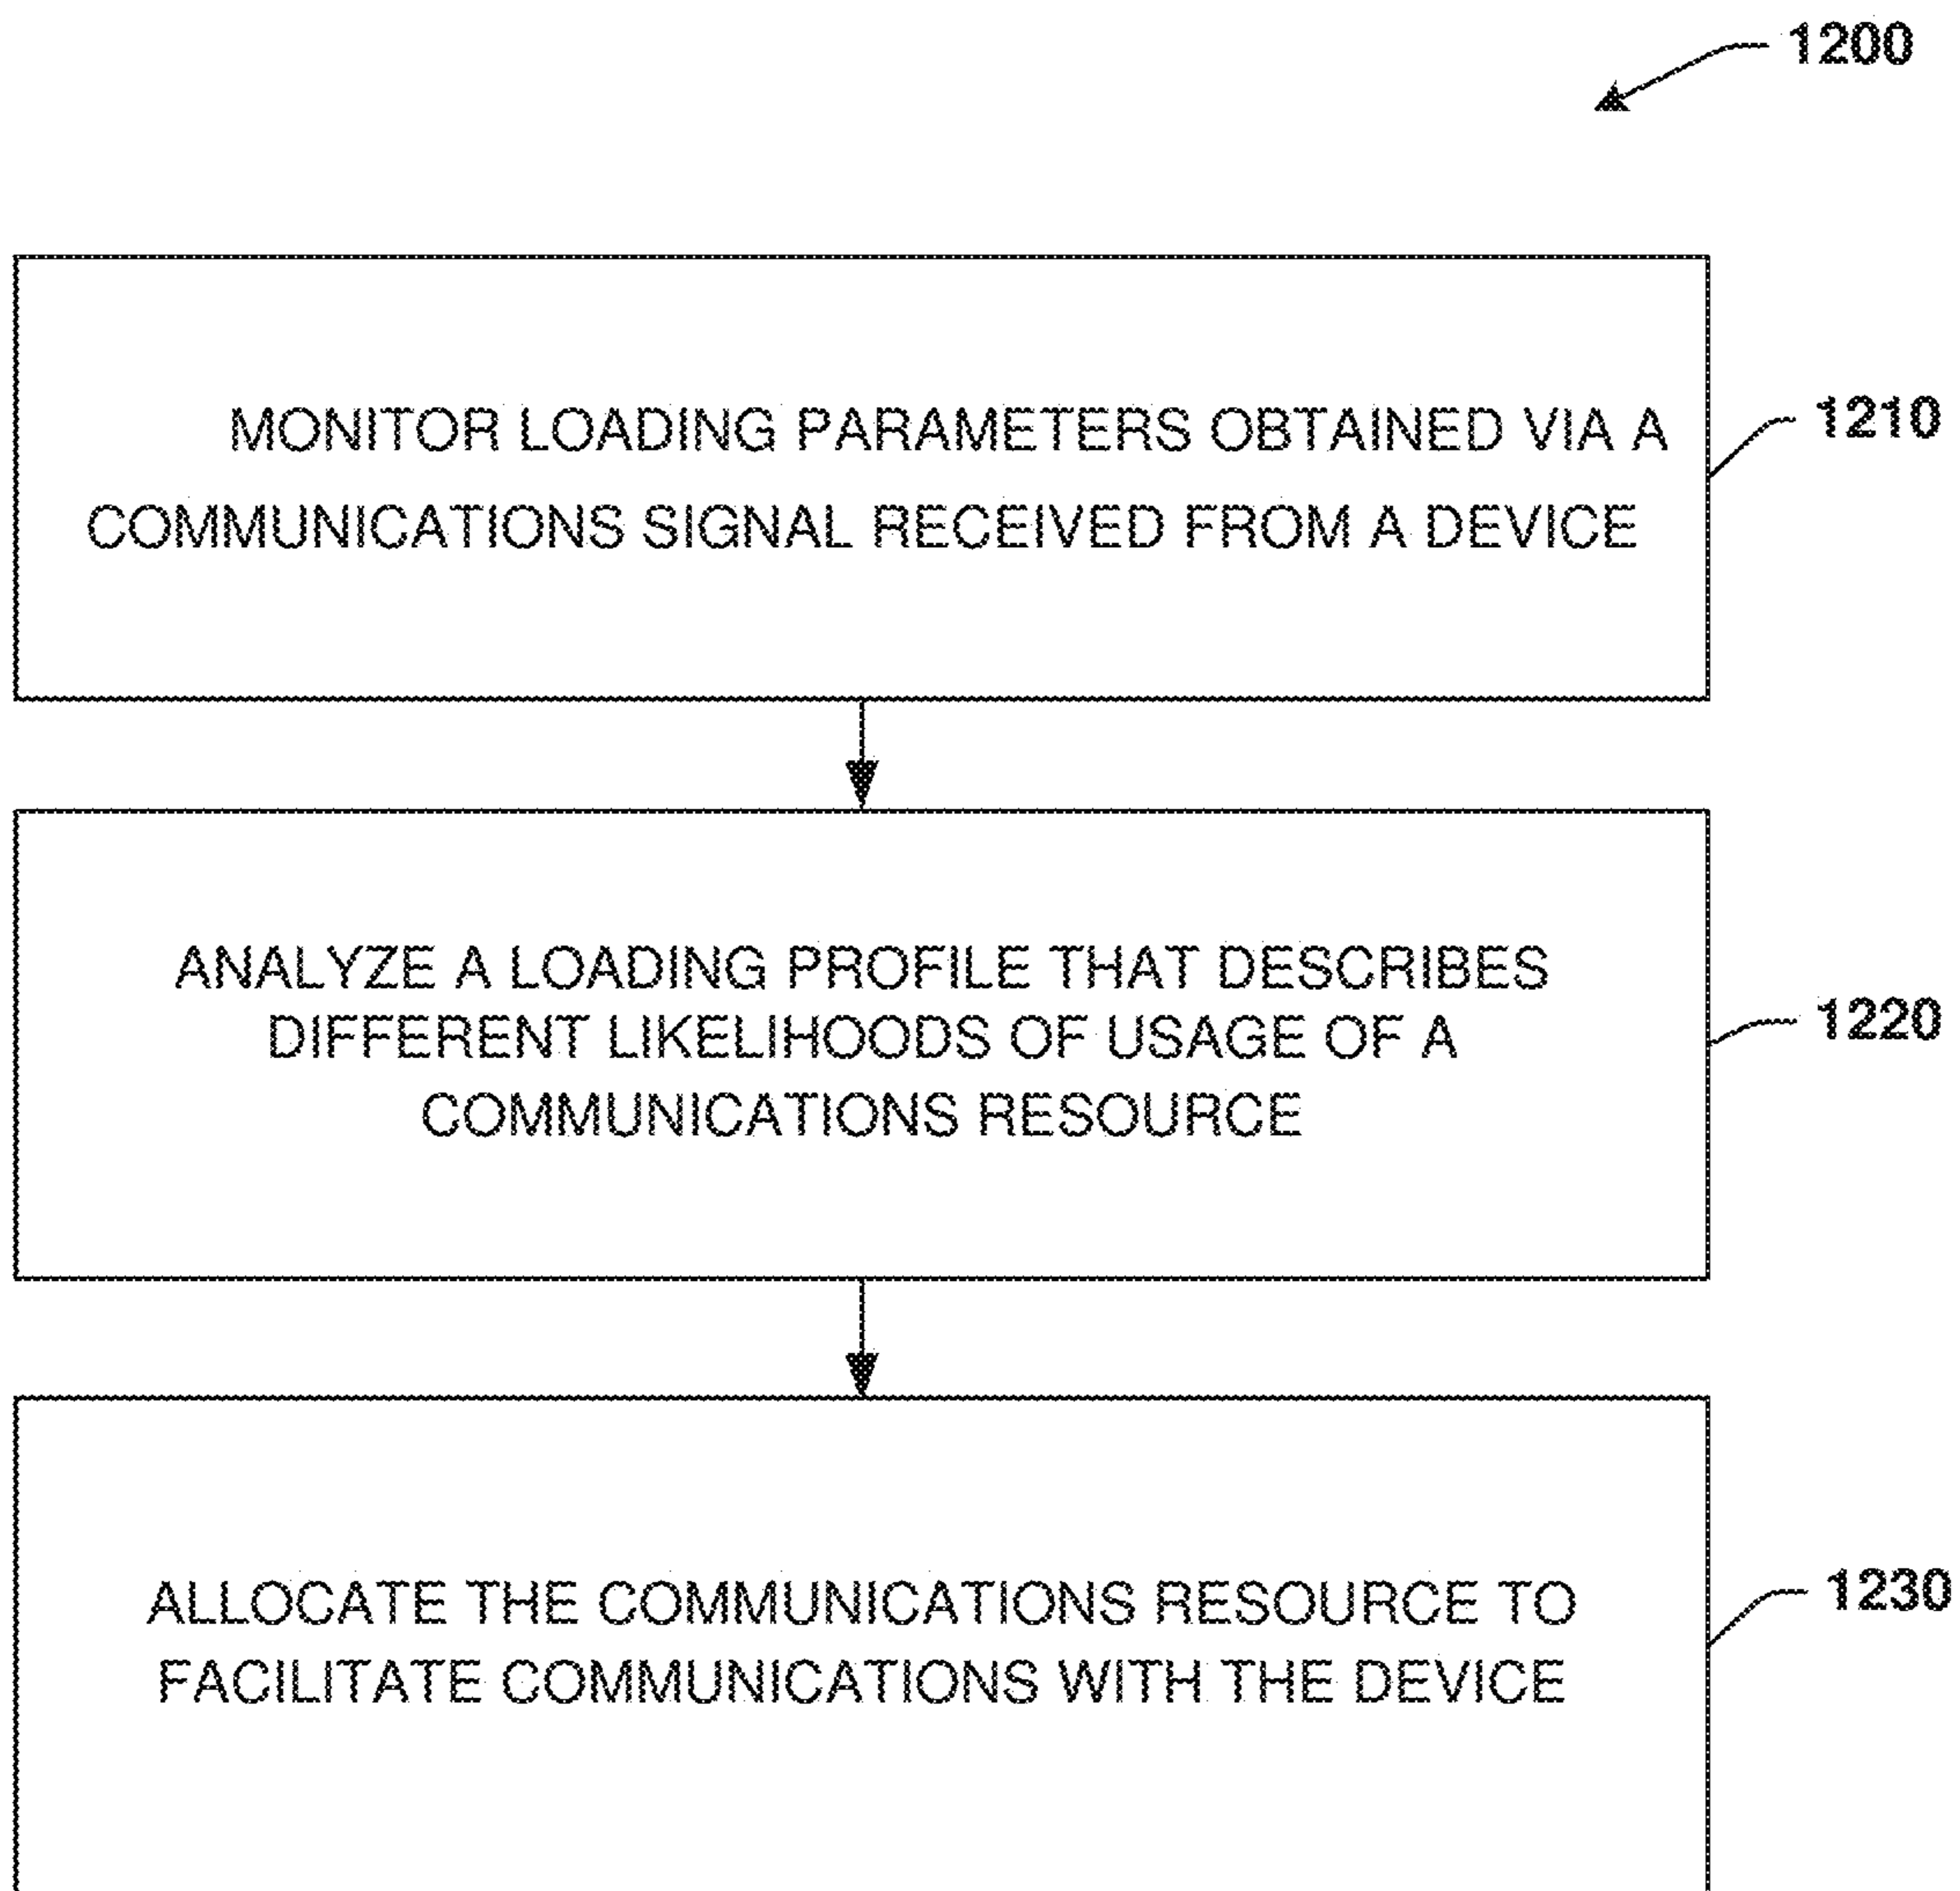 1200
MONITOR LOADING PARAMETERS OBTAINED VIA A
COMMUNICATIONS SIGNAL RECEIVED FROM A DEVICE
1210
ANALYZE A LOADING PROFILE THAT DESCRIBES
DIFFERENT LIKELIHOODS OF USAGE OF A
COMMUNICATIONS RESOURCE
1220
ALLOCATE THE COMMUNICATIONS RESOURCE TO
FACILITATE COMMUNICATIONS WITH THE DEVICE
1230